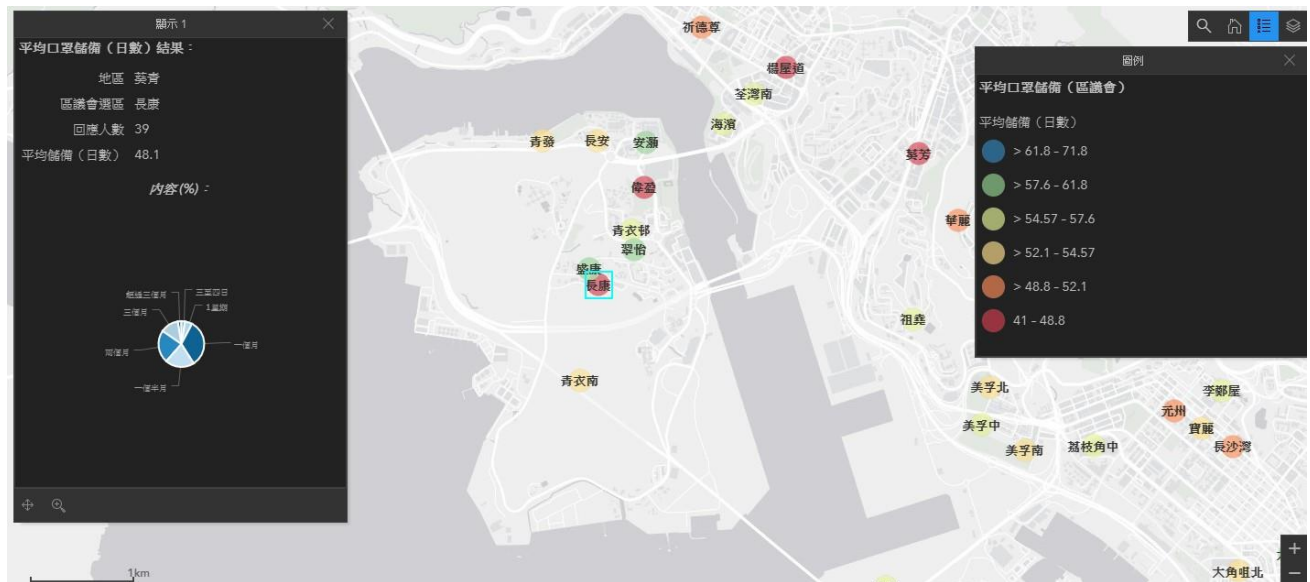 顯示 1
平均口罩儲備（日數）結果：
地區 葵青
區議會選區 長康
回應人數 39
平均儲備（日數） 48.1
內容(%)：
超過三個月
三至四日
三個月
1星期
兩個月
一個月
一個半月
祈德尊
楊屋道
荃灣南
海濱
青發
長安
安灝
葵芳
偉盈
華麗
青衣邨
翠怡
盛康
長康
祖堯
青衣南
美孚北
李鄭屋
元州
美孚中
寶麗
美孚南
荔枝角中
長沙灣
大角咀北
1km
圖例
平均口罩儲備（區議會）
平均儲備（日數）
> 61.8 - 71.8
> 57.6 - 61.8
> 54.57 - 57.6
> 52.1 - 54.57
> 48.8 - 52.1
41 - 48.8